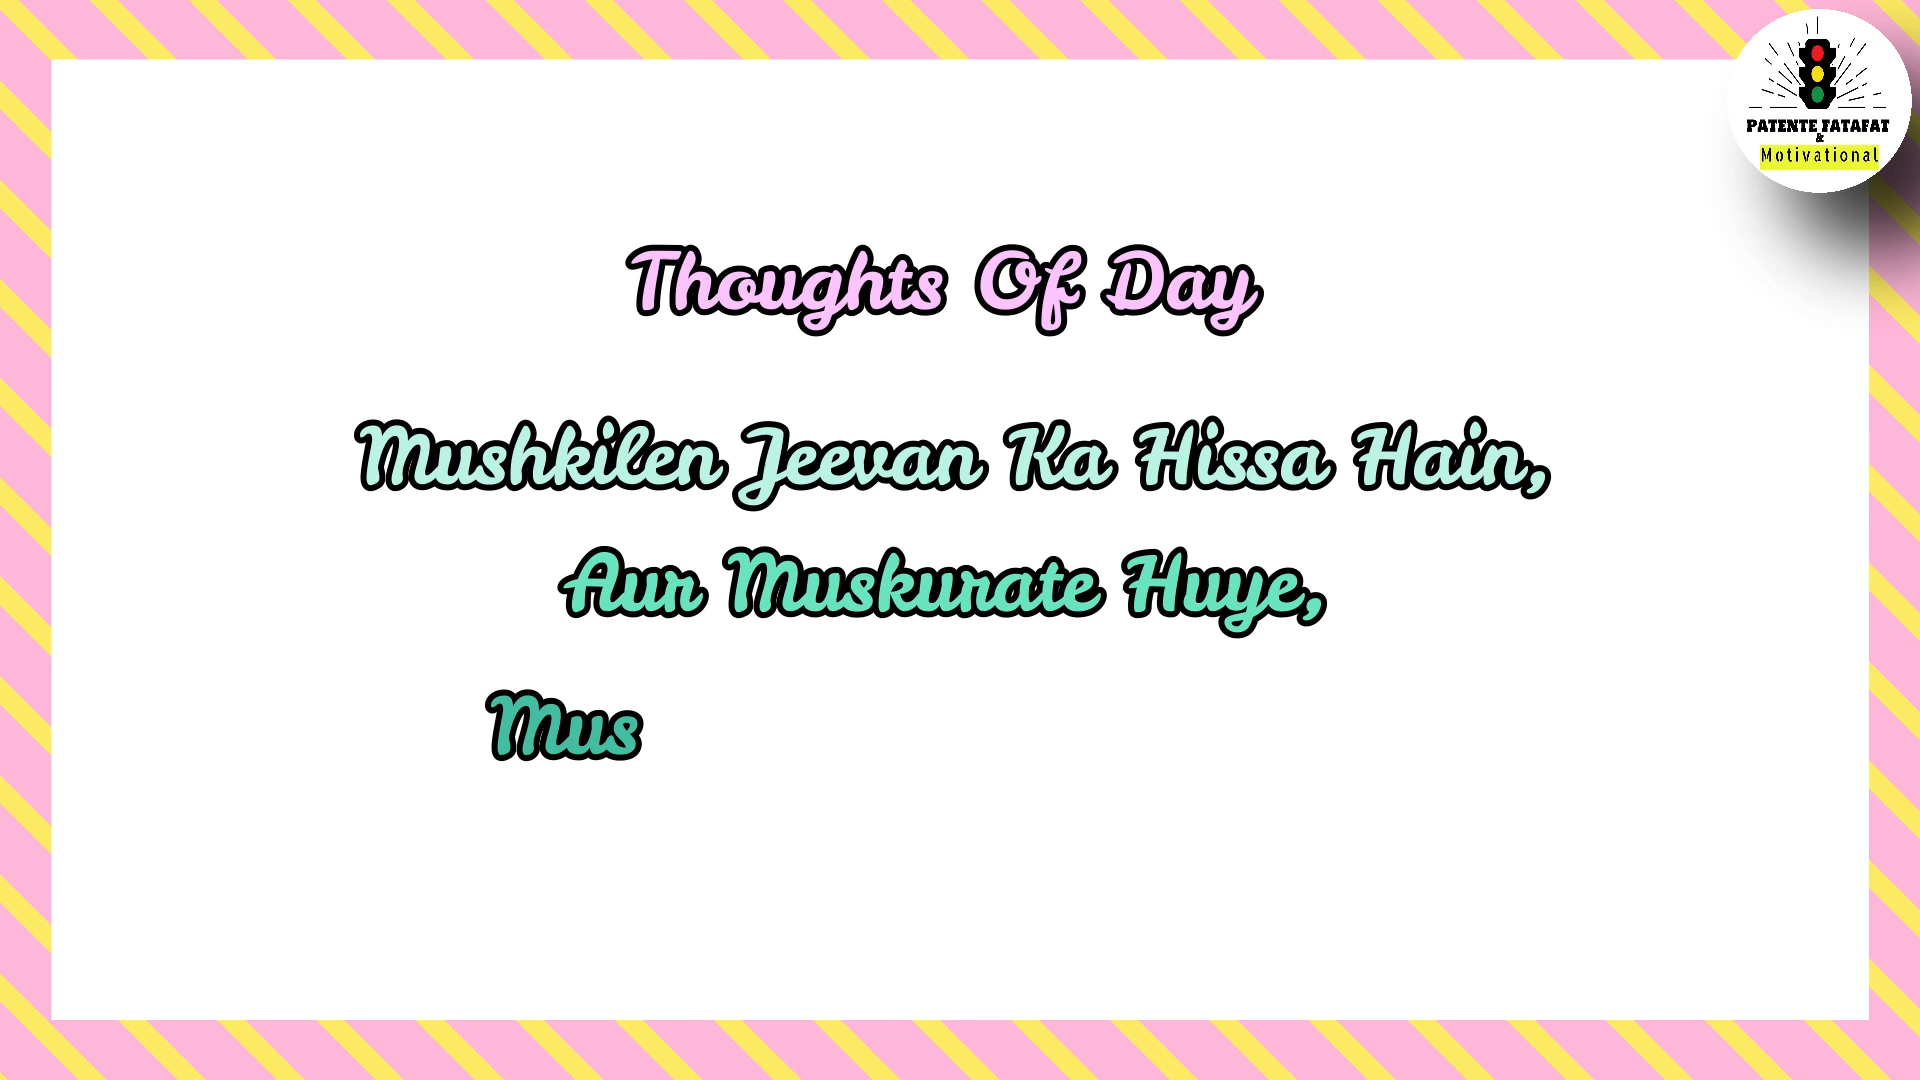 PATENTE FATAFAT
&
Motivational
Thoughts Of Day
Mushkilen Jeevan Ka Hissa Hain,
Aur Muskurate Huye,
Mus